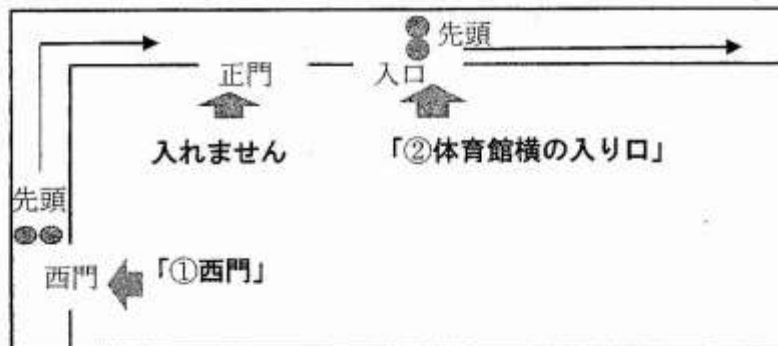 先頭
正門
入口
入れません
「②体育館横の入り口」
先頭
西門
「①西門」